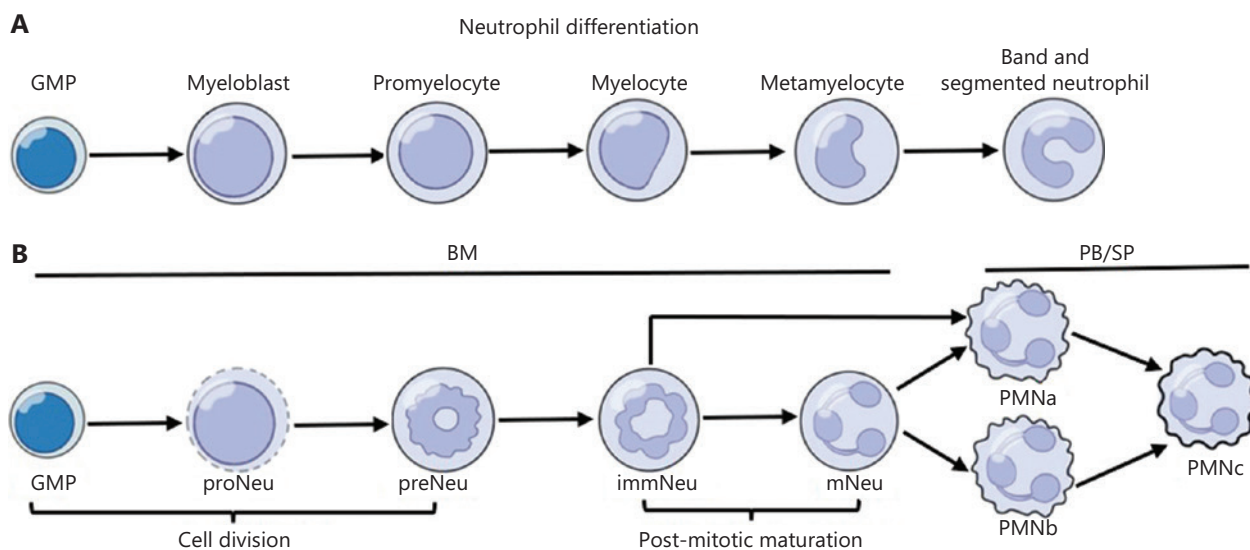 A
Neutrophil differentiation
GMP
Myeloblast
Promyelocyte
Myelocyte
Metamyelocyte
Band and
segmented neutrophil
B
BM
PB/SP
GMP
proNeu
preNeu
immNeu
mNeu
PMNa
PMNb
PMNc
Cell division
Post-mitotic maturation